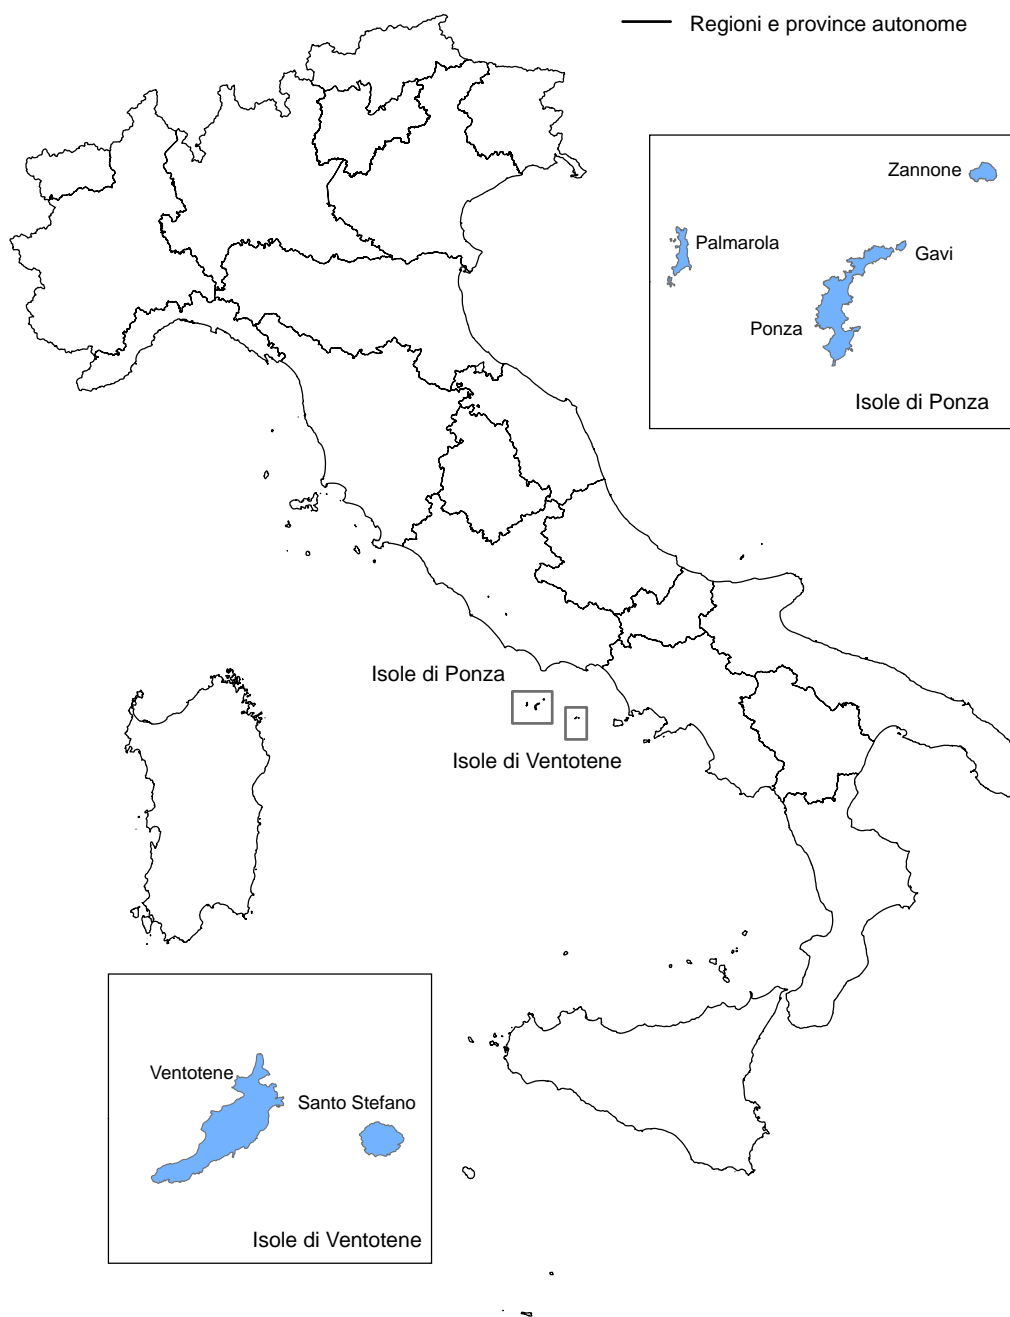 Regioni e province autonome
Zannone
Palmarola
Gavi
Ponza
Isole di Ponza
Isole di Ponza
Isole di Ventotene
Ventotene
Santo Stefano
Isole di Ventotene